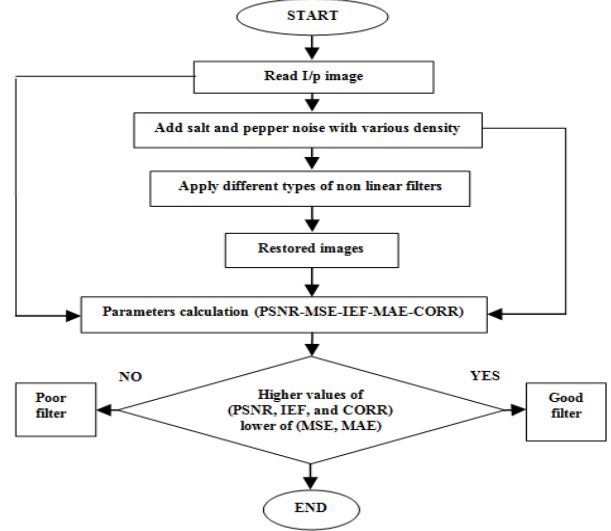 START
Read I/p image
Add salt and pepper noise with various density
Apply different types of non linear filters
Restored images
Parameters calculation (PSNR-MSE-IEF-MAE-CORR)
NO
YES
Poor
filter
Higher values of
(PSNR, IEF, and CORR)
lower of (MSE, MAE)
Good
filter
END